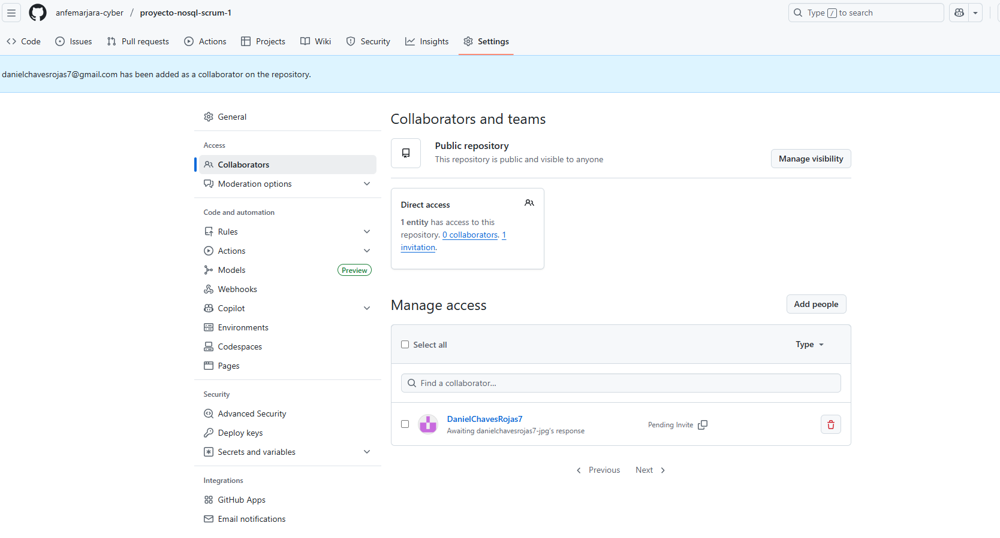 anfemarjara-cyber / proyecto-nosql-scrum-1
Type / to search
Code Issues Pull requests Actions Projects Wiki Security Insights Settings
danielchavesrojas7@gmail.com has been added as a collaborator on the repository.
General
Access
Collaborators
Moderation options
Code and automation
Rules
Actions
Models Preview
Webhooks
Copilot
Environments
Codespaces
Pages
Security
Advanced Security
Deploy keys
Secrets and variables
Integrations
GitHub Apps
Email notifications
Collaborators and teams
Public repository
This repository is public and visible to anyone
Manage visibility
Direct access
1 entity has access to this
repository. 0 collaborators. 1
invitation.
Manage access
Add people
Select all
Type
Find a collaborator...
DanielChavesRojas7
Awaiting danielchavesrojas7-jpg's response
Pending Invite
Previous Next